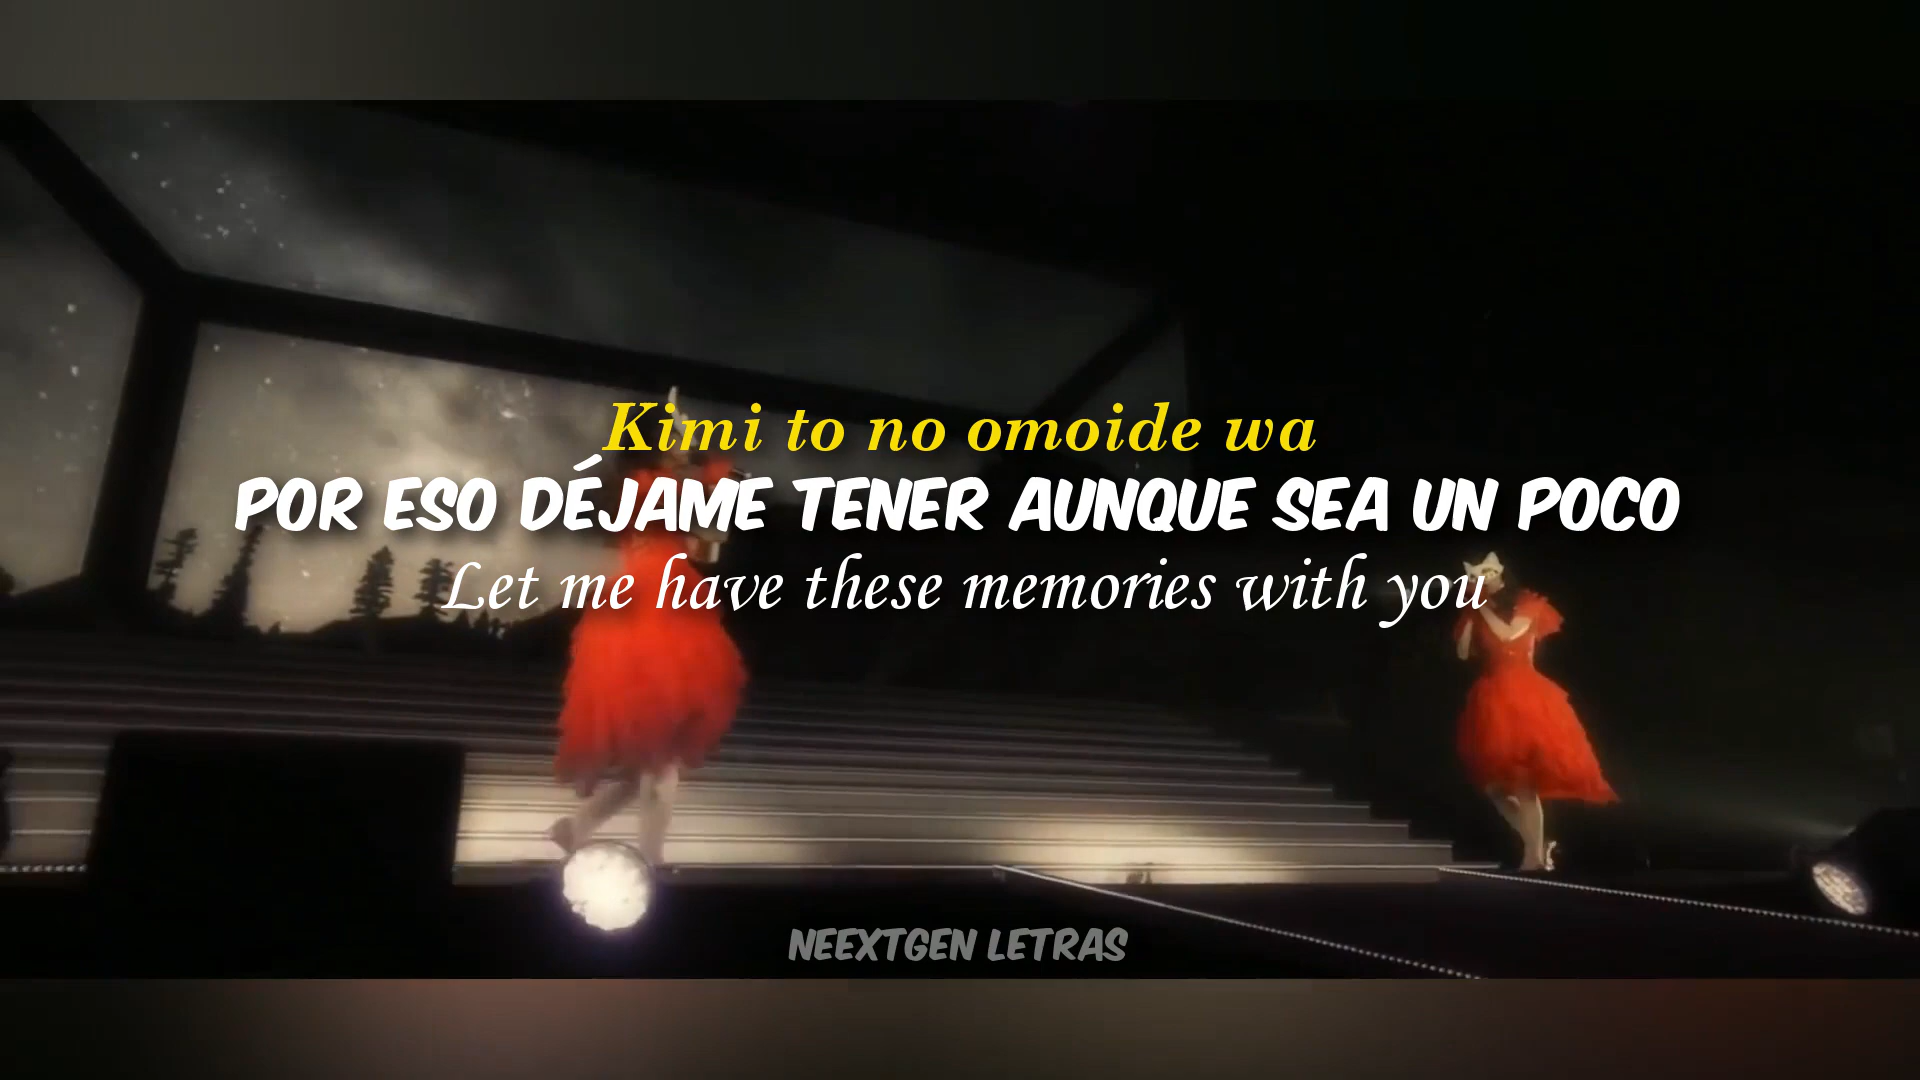 Kimi to no omoide wa
POR ESO DÉJAME TENER AUNQUE SEA UN POCO
Let me have these memories with you
NEEXTGEN LETRAS